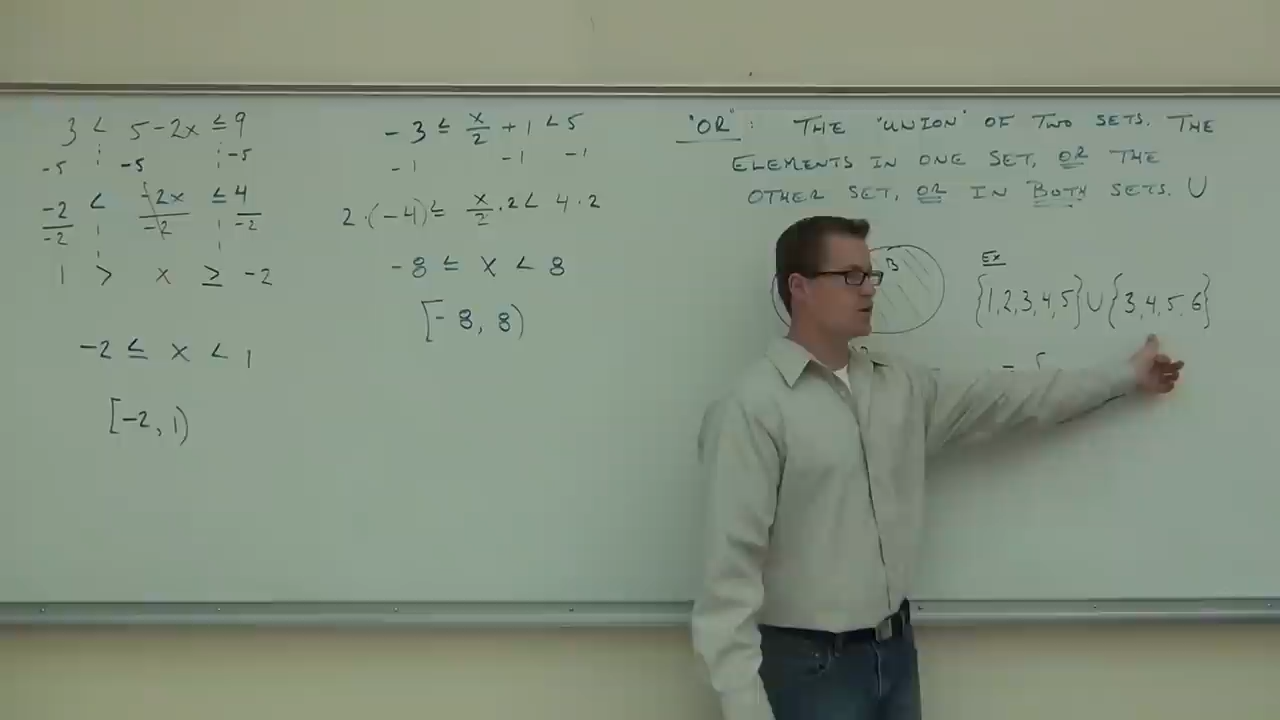 3 < 5 - 2x ≤ 9
-5 -5 -5
-2 < -2x ≤ 4
-2 -2 -2
1 > x ≥ -2
-2 ≤ x < 1
[-2, 1)
-3 ≤ x/2 + 1 < 5
-1 -1 -1
2·(-4) ≤ x/2 · 2 < 4·2
-8 ≤ x < 8
[-8, 8)
"OR": THE "UNION" OF TWO SETS. THE
ELEMENTS IN ONE SET, OR THE
OTHER SET, OR IN BOTH SETS. ∪
B
Ex
{1,2,3,4,5} ∪ {3,4,5,6}